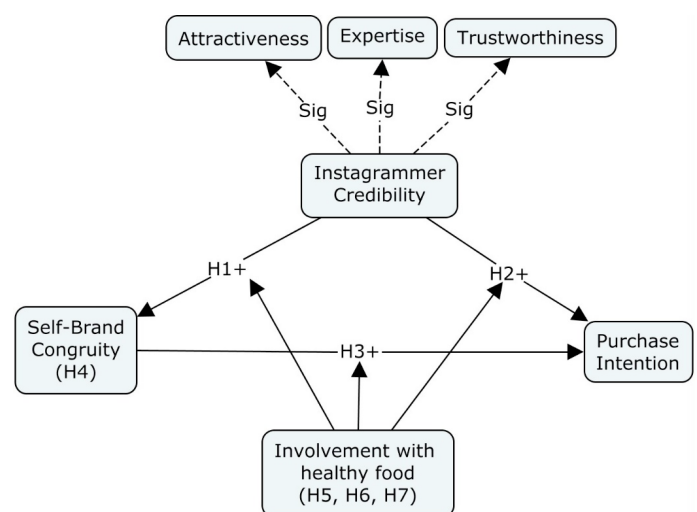 Attractiveness
Expertise
Trustworthiness
Sig
Sig
Sig
Instagrammer
Credibility
H1+
H2+
Self-Brand
Congruity
(H4)
H3+
Purchase
Intention
Involvement with
healthy food
(H5, H6, H7)